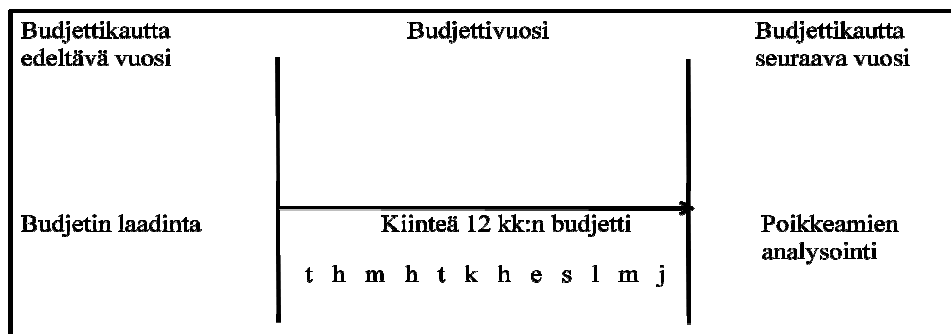 Budjettikautta
edeltävä vuosi
Budjettivuosi
Budjettikautta
seuraava vuosi
Budjetin laadinta
Kiinteä 12 kk:n budjetti
Poikkeamien
analysointi
t h m h t k h e s l m j